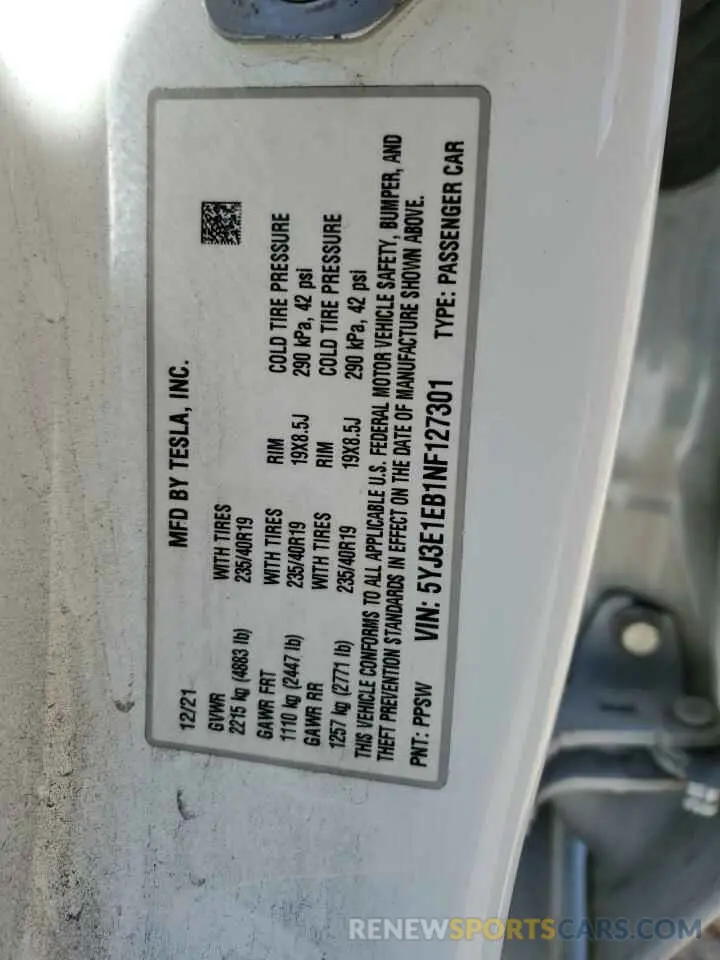 MFD BY TESLA, INC.
12/21
GVWR WITH TIRES
2215 kg (4883 lb) 235/40R19
GAWR FRT WITH TIRES RIM COLD TIRE PRESSURE
1110 kg (2447 lb) 235/40R19 19X8.5J 290 kPa, 42 psi
GAWR RR WITH TIRES RIM COLD TIRE PRESSURE
1257 kg (2771 lb) 235/40R19 19X8.5J 290 kPa, 42 psi
THIS VEHICLE CONFORMS TO ALL APPLICABLE U.S. FEDERAL MOTOR VEHICLE SAFETY, BUMPER, AND
THEFT PREVENTION STANDARDS IN EFFECT ON THE DATE OF MANUFACTURE SHOWN ABOVE.
PNT: PPSW VIN: 5YJ3E1EB1NF127301 TYPE: PASSENGER CAR
RENEWSPORTSCARS.COM